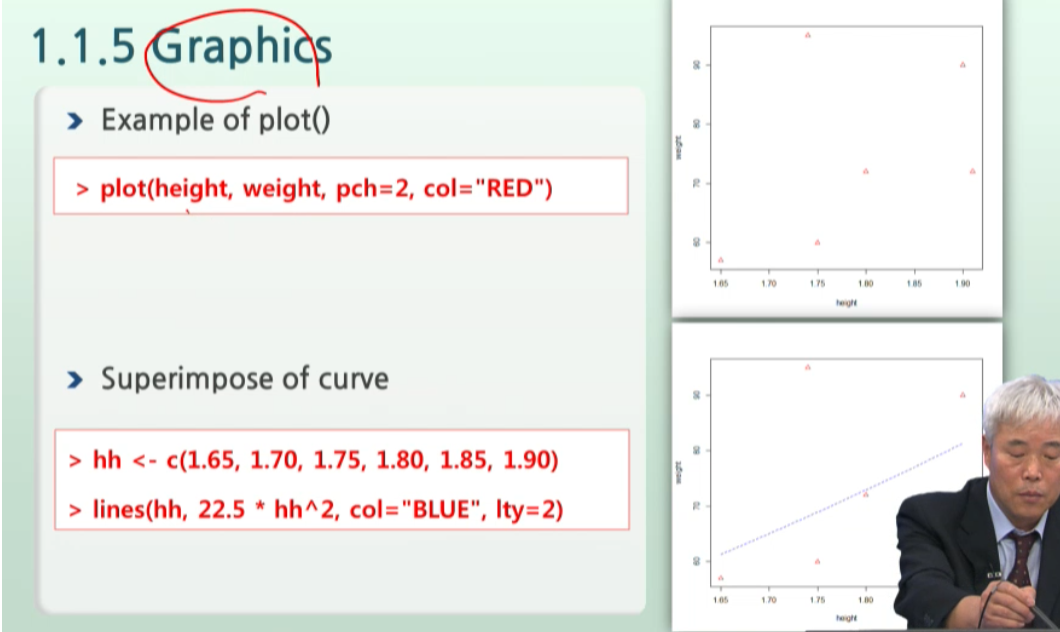 1.1.5 Graphics
Example of plot()
> plot(height, weight, pch=2, col="RED")
Superimpose of curve
> hh <- c(1.65, 1.70, 1.75, 1.80, 1.85, 1.90)
> lines(hh, 22.5 * hh^2, col="BLUE", lty=2)
weight
60
70
80
90
1.65 1.70 1.75 1.80 1.85 1.90
height
weight
60
70
80
90
1.65 1.70 1.75 1.80
height